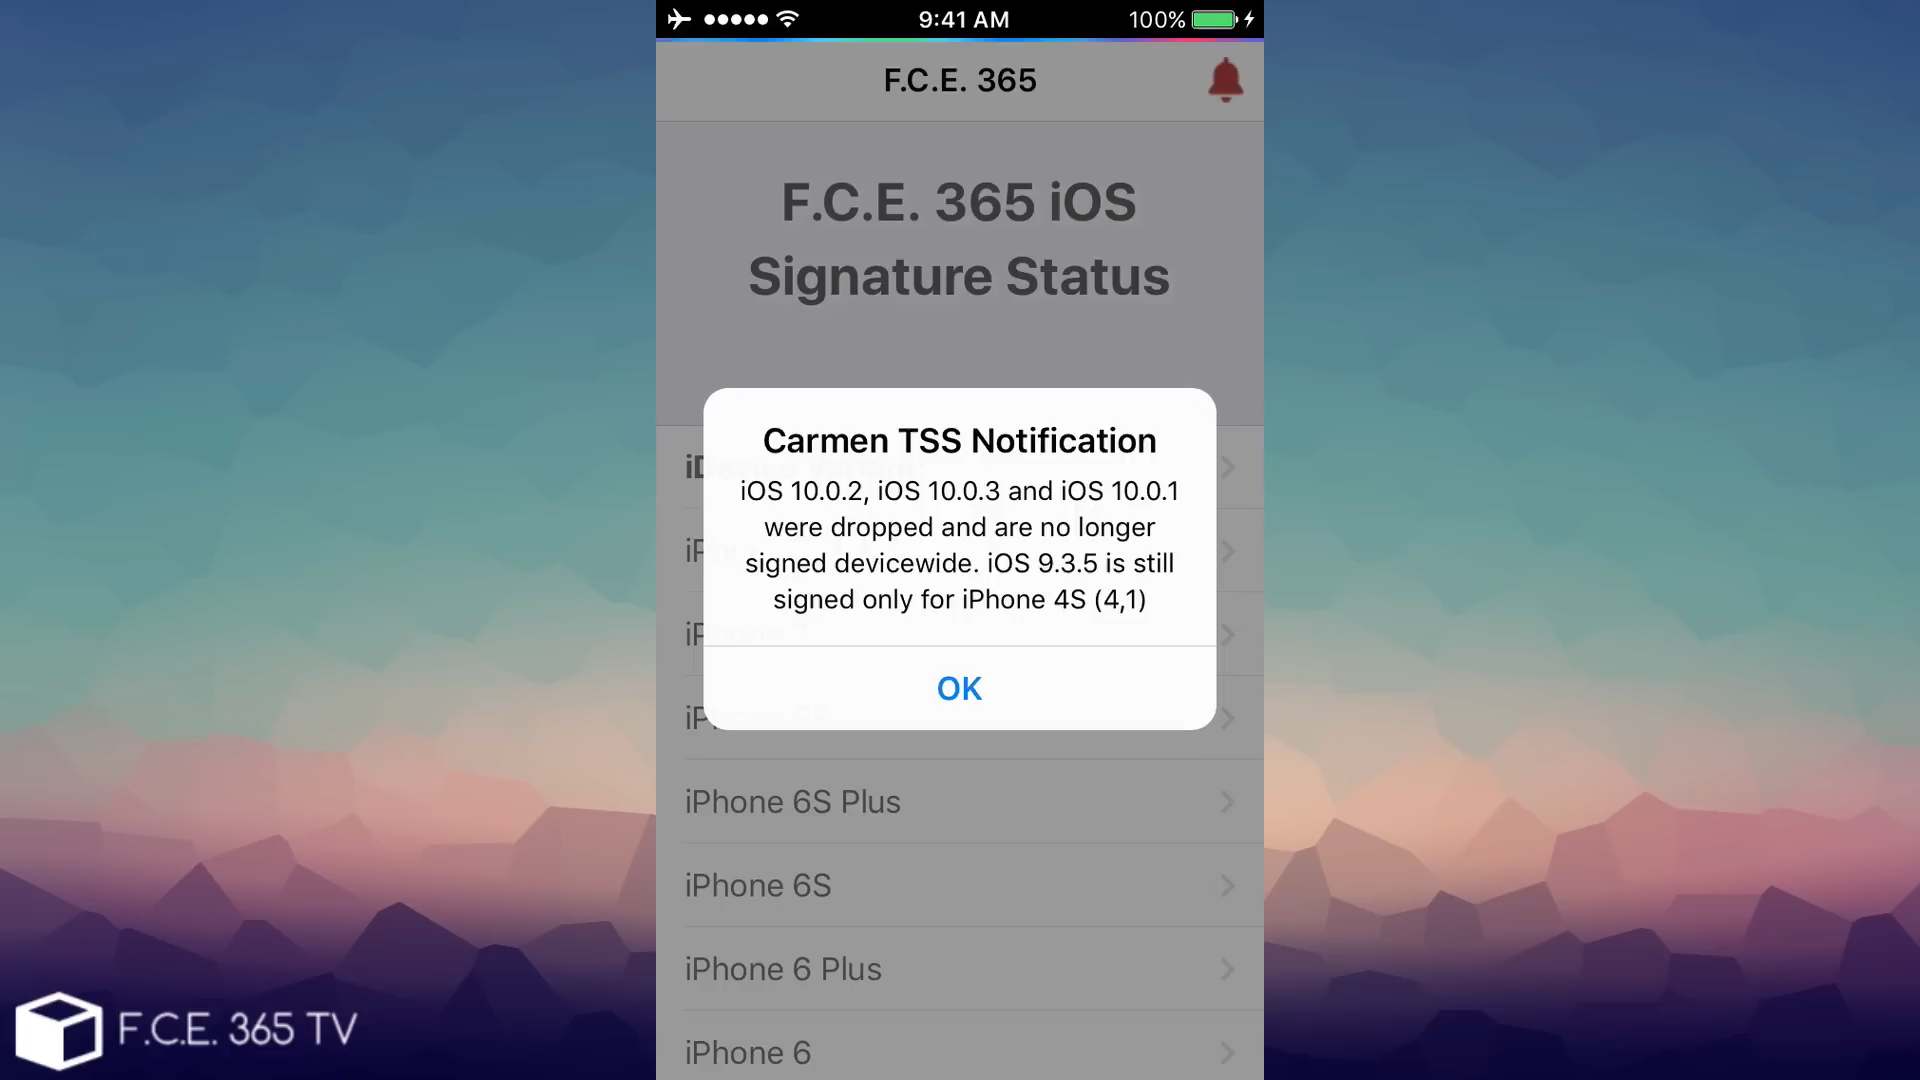 9:41 AM
100%
F.C.E. 365
F.C.E. 365 iOS
Signature Status
Carmen TSS Notification
iOS 10.0.2, iOS 10.0.3 and iOS 10.0.1
were dropped and are no longer
signed devicewide. iOS 9.3.5 is still
signed only for iPhone 4S (4,1)
OK
iPhone 6S Plus
iPhone 6S
iPhone 6 Plus
iPhone 6
F.C.E. 365 TV